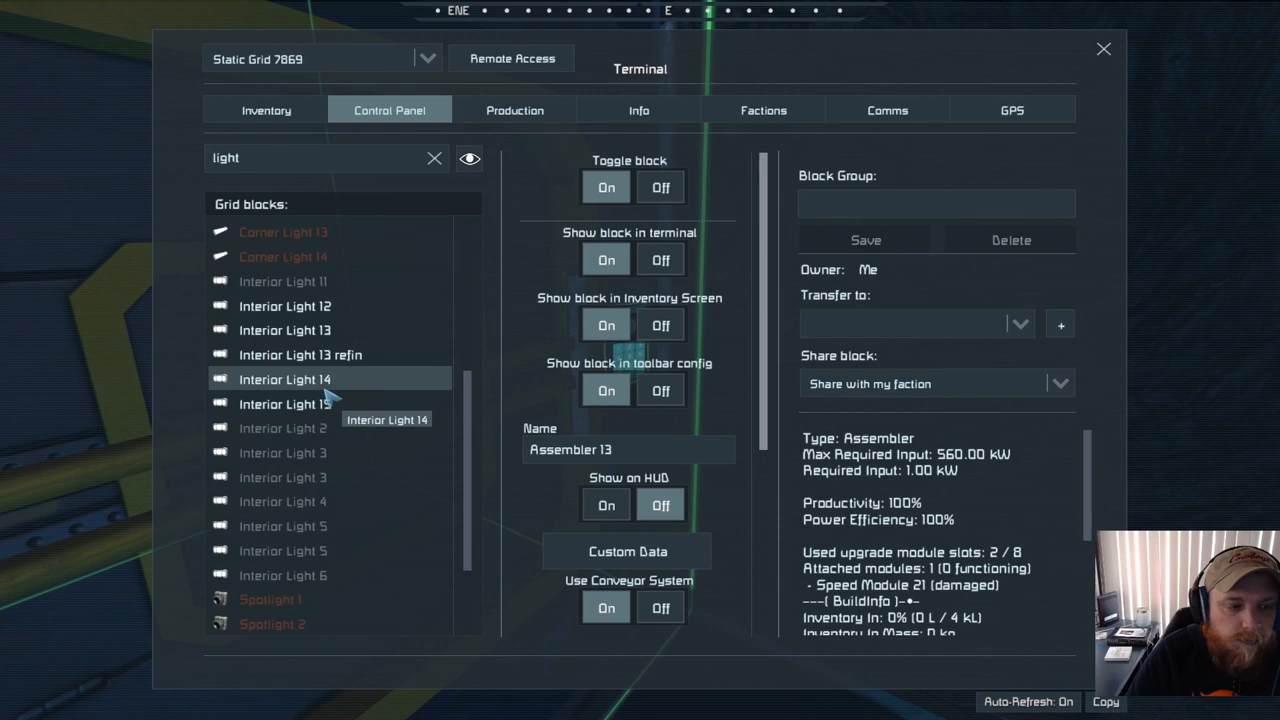 ENE
E
Static Grid 7869
Remote Access
Terminal
Inventory
Control Panel
Production
Info
Factions
Comms
GPS
light
Grid blocks:
Corner Light 13
Corner Light 14
Interior Light 11
Interior Light 12
Interior Light 13
Interior Light 13 refin
Interior Light 14
Interior Light 15
Interior Light 14
Interior Light 2
Interior Light 3
Interior Light 3
Interior Light 4
Interior Light 5
Interior Light 5
Interior Light 6
Spotlight 1
Spotlight 2
Toggle block
On Off
Show block in terminal
On Off
Show block in Inventory Screen
On Off
Show block in toolbar config
On Off
Name
Assembler 13
Show on HUD
On Off
Custom Data
Use Conveyor System
On Off
Block Group:
Save
Delete
Owner: Me
Transfer to:
+
Share block:
Share with my faction
Type: Assembler
Max Required Input: 560.00 kW
Required Input: 1.00 kW
Productivity: 100%
Power Efficiency: 100%
Used upgrade module slots: 2 / 8
Attached modules: 1 (0 functioning)
- Speed Module 21 (damaged)
---( BuildInfo )-•-
Inventory In: 0% (0 L / 4 kL)
Inventory In Mass: 0 kg
Auto-Refresh: On
Copy